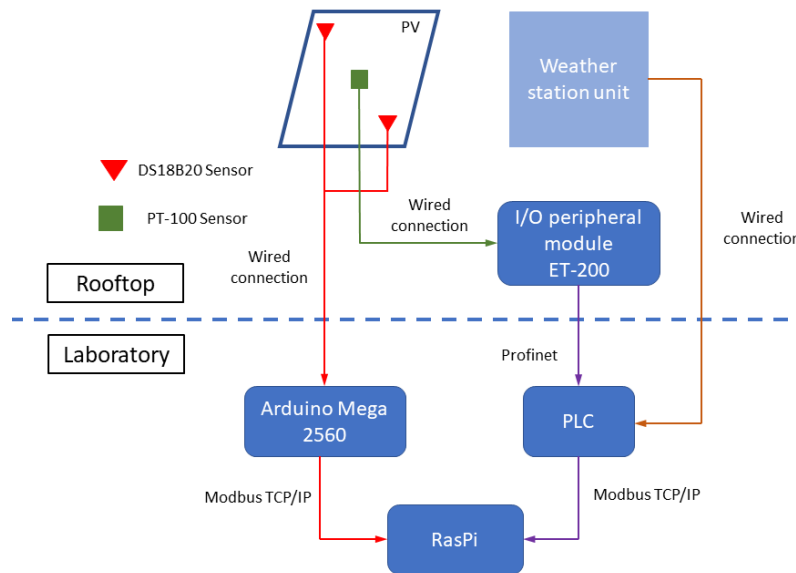 PV
Weather
station unit
DS18B20 Sensor
PT-100 Sensor
Wired
connection
I/O peripheral
module
ET-200
Wired
connection
Wired
connection
Rooftop
Laboratory
Profinet
Arduino Mega
2560
PLC
Modbus TCP/IP
Modbus TCP/IP
RasPi